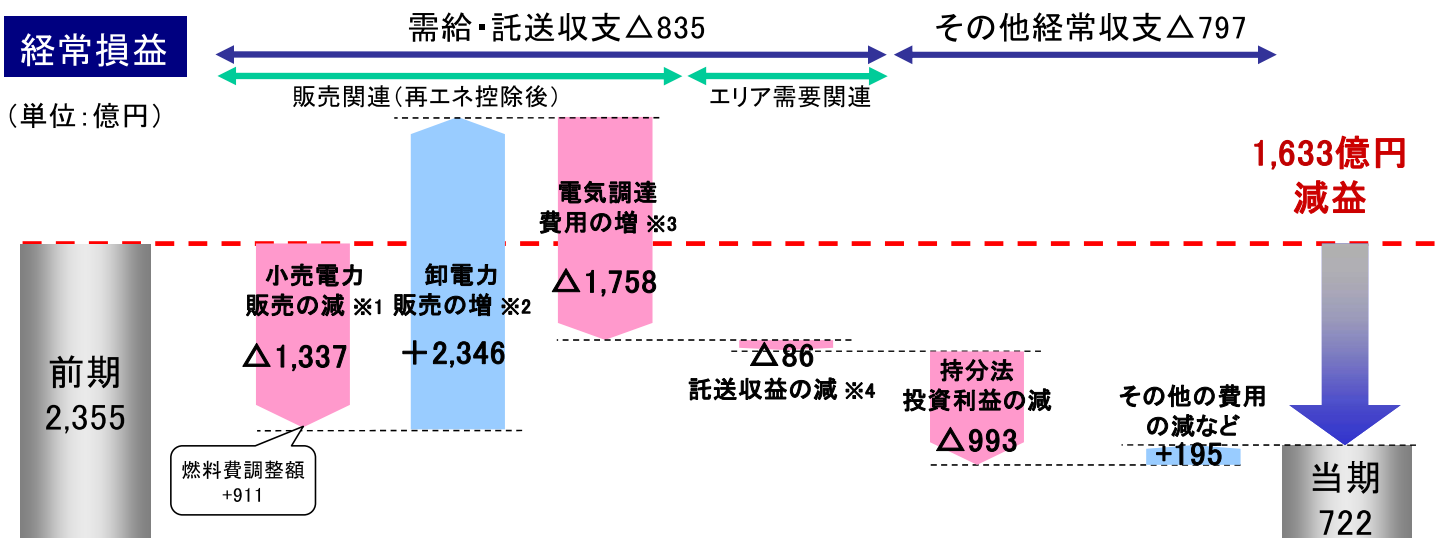 経常損益
(単位:億円)
需給・託送収支△835
その他経常収支△797
販売関連(再エネ控除後)
エリア需要関連
1,633億円
減益
前期
2,355
小売電力
販売の減 ※1
△1,337
燃料費調整額
+911
卸電力
販売の増 ※2
+2,346
電気調達
費用の増 ※3
△1,758
△86
託送収益の減 ※4
持分法
投資利益の減
△993
その他の費用
の減など
+195
当期
722